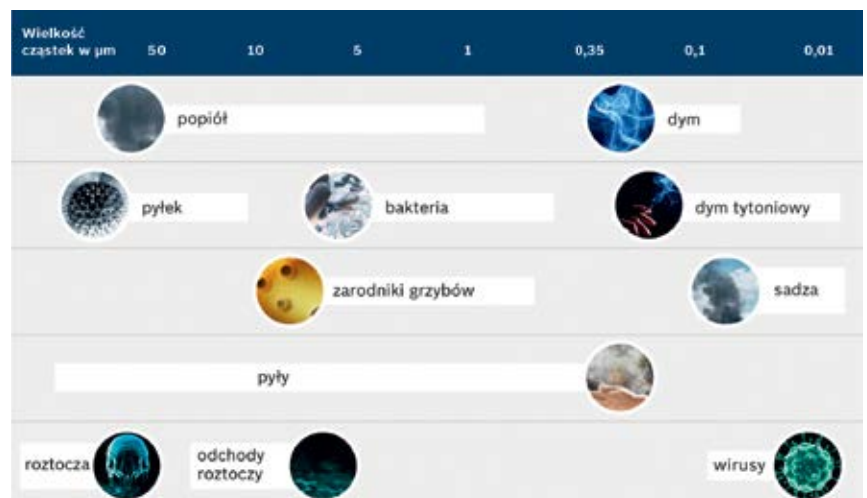 Wielkość
cząstek w µm 50 10 5 1 0,35 0,1 0,01
popiół dym
pyłek bakteria dym tytoniowy
zarodniki grzybów sadza
pyły
roztocza odchody
roztoczy wirusy